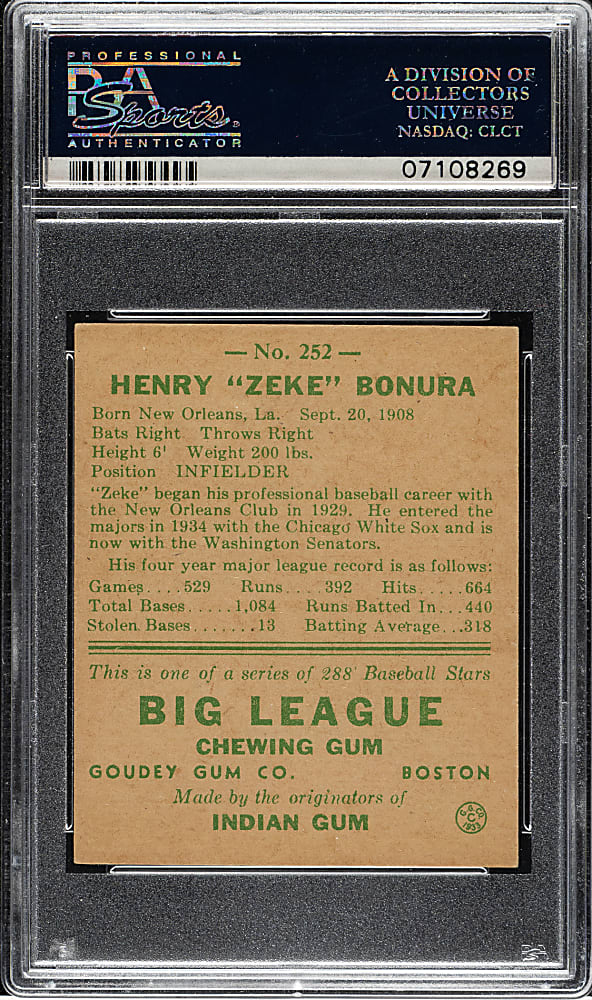 PROFESSIONAL
PSA
Sports
AUTHENTICATOR
A DIVISION OF
COLLECTORS
UNIVERSE
NASDAQ: CLCT
07108269
— No. 252 —
HENRY “ZEKE” BONURA
Born New Orleans, La. Sept. 20, 1908
Bats Right Throws Right
Height 6' Weight 200 lbs.
Position INFIELDER
“Zeke” began his professional baseball career with
the New Orleans Club in 1929. He entered the
majors in 1934 with the Chicago White Sox and is
now with the Washington Senators.
His four year major league record is as follows:
Games....529 Runs....392 Hits.....664
Total Bases.....1,084 Runs Batted In...440
Stolen Bases.......13 Batting Average...318
This is one of a series of 288 Baseball Stars
BIG LEAGUE
CHEWING GUM
GOUDEY GUM CO. BOSTON
Made by the originators of
INDIAN GUM
G.G.CO.
C